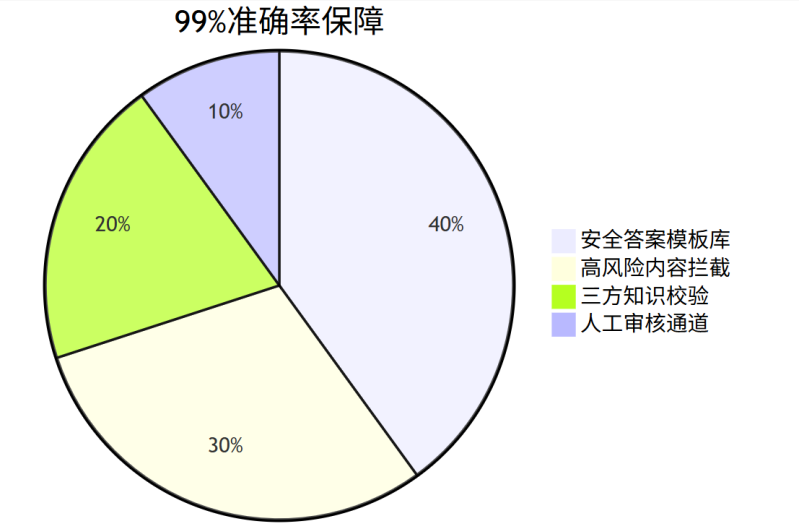 99%准确率保障
10%
20%
40%
30%
安全答案模板库
高风险内容拦截
三方知识校验
人工审核通道